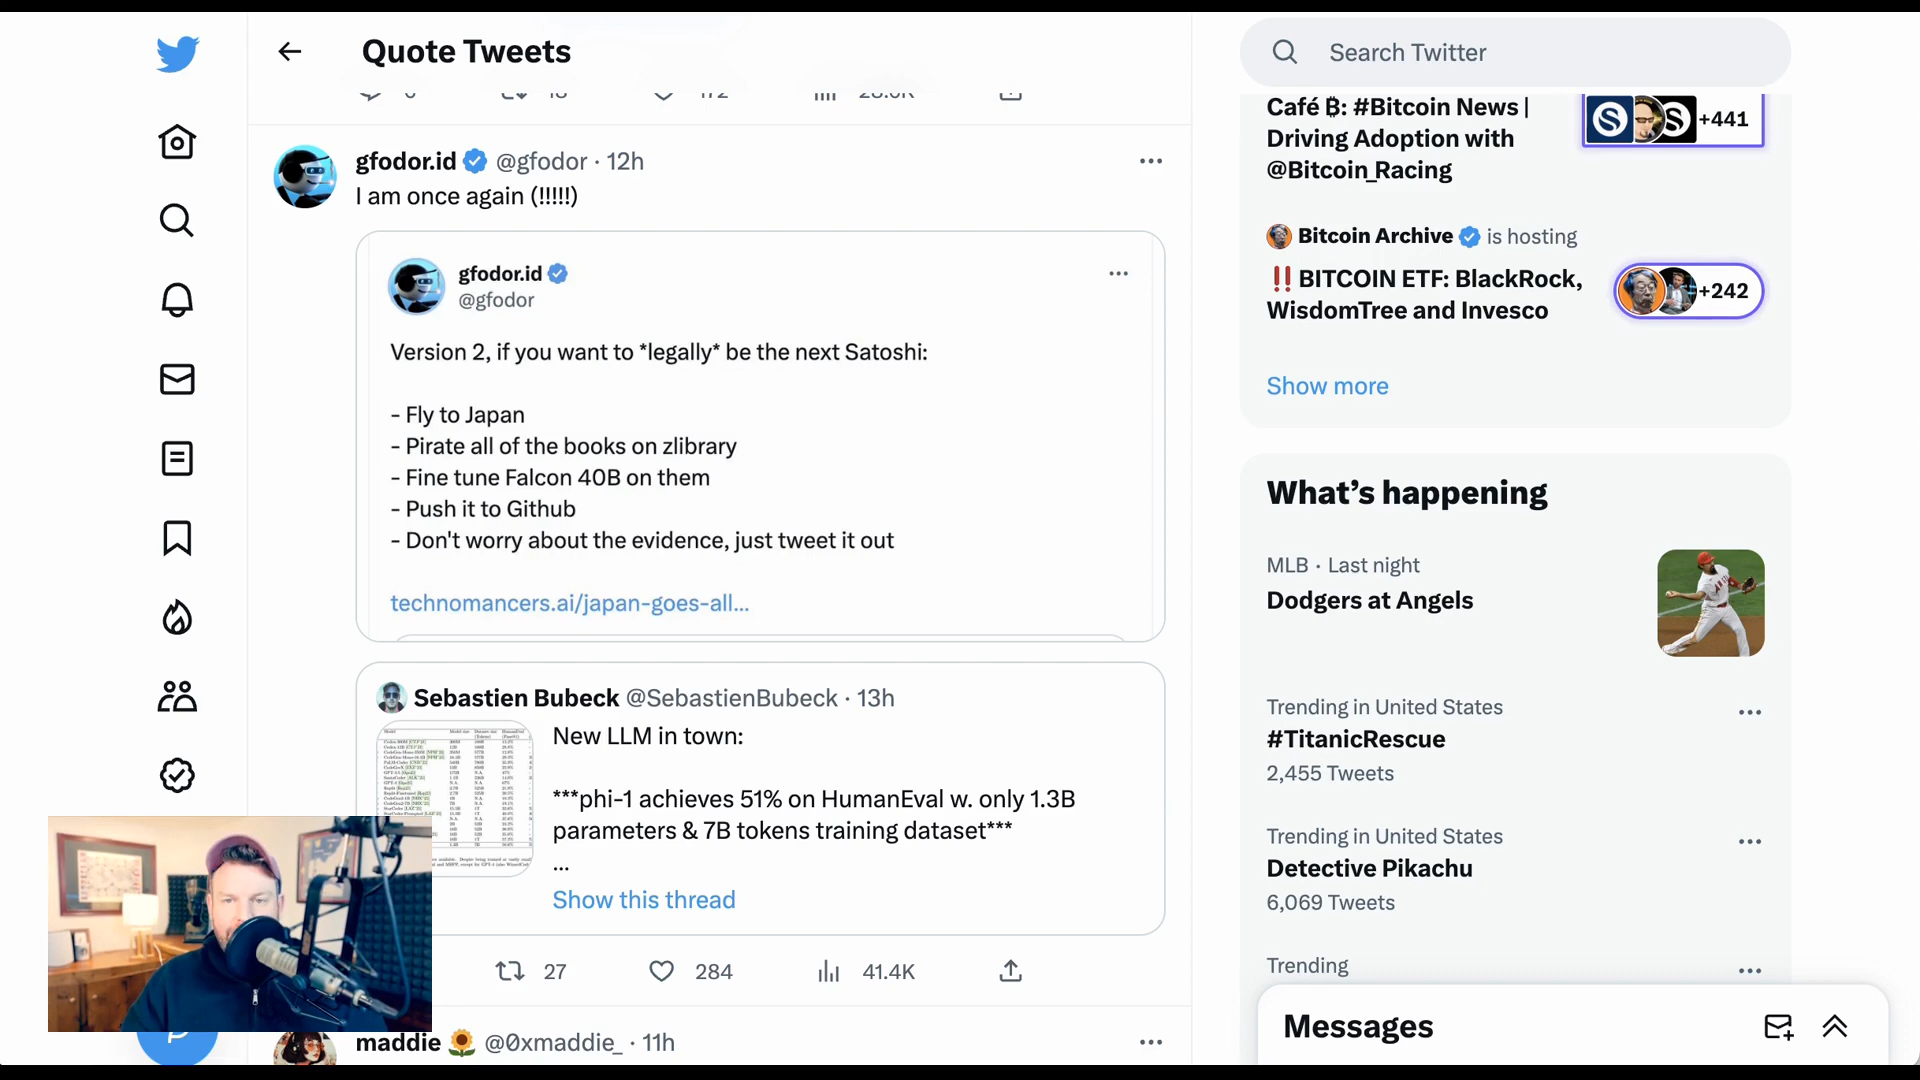 Quote Tweets
Search Twitter
gfodor.id @gfodor · 12h
I am once again (!!!!!)
gfodor.id
@gfodor
Version 2, if you want to *legally* be the next Satoshi:
- Fly to Japan
- Pirate all of the books on zlibrary
- Fine tune Falcon 40B on them
- Push it to Github
- Don't worry about the evidence, just tweet it out
technomancers.ai/japan-goes-all...
Sebastien Bubeck @SebastienBubeck · 13h
New LLM in town:
***phi-1 achieves 51% on HumanEval w. only 1.3B
parameters & 7B tokens training dataset***
...
Show this thread
27 284 41.4K
maddie 🌻 @0xmaddie_ · 11h
Café ₿: #Bitcoin News |
Driving Adoption with
@Bitcoin_Racing
+441
Bitcoin Archive is hosting
‼️BITCOIN ETF: BlackRock,
WisdomTree and Invesco
+242
Show more
What’s happening
MLB · Last night
Dodgers at Angels
Trending in United States
#TitanicRescue
2,455 Tweets
Trending in United States
Detective Pikachu
6,069 Tweets
Trending
Messages